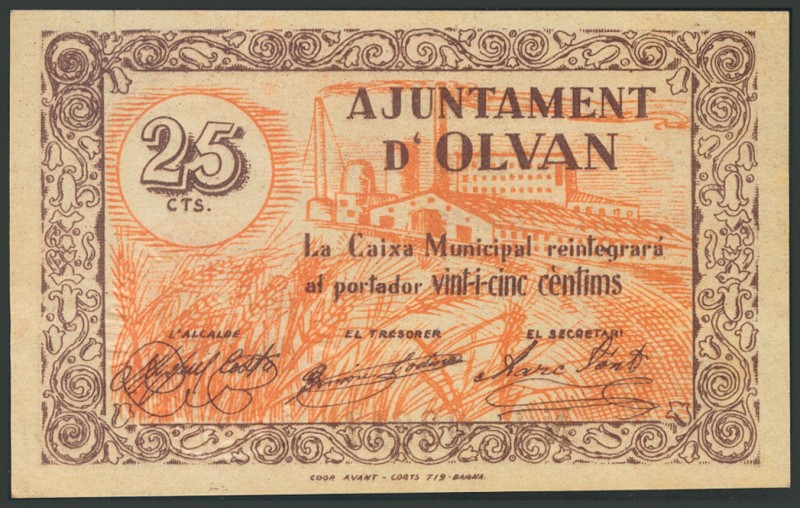 25
CTS.
AJUNTAMENT
D'OLVAN
La Caixa Municipal reintegrará
al portador vint-i-cinc cèntims
L'ALCALDE EL TRESORER EL SECRETARI
COOP. AVANT - CORTS 719 - BARNA.